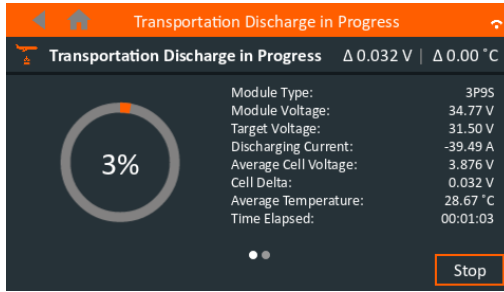 Transportation Discharge in Progress
Transportation Discharge in Progress Δ 0.032 V | Δ 0.00 °C
Module Type: 3P9S
Module Voltage: 34.77 V
Target Voltage: 31.50 V
Discharging Current: -39.49 A
Average Cell Voltage: 3.876 V
Cell Delta: 0.032 V
Average Temperature: 28.67 °C
Time Elapsed: 00:01:03
3%
Stop